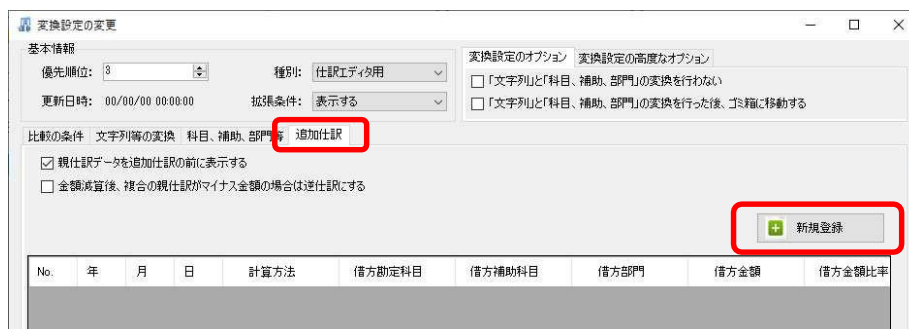 変換設定の変更
基本情報
優先順位: 3 種別: 仕訳エディタ用
更新日時: 00/00/00 00:00:00 拡張条件: 表示する
変換設定のオプション 変換設定の高度なオプション
「文字列」と「科目、補助、部門」の変換を行わない
「文字列」と「科目、補助、部門」の変換を行った後、ゴミ箱に移動する
比較の条件 文字列等の変換 科目、補助、部門等 追加仕訳
親仕訳データを追加仕訳の前に表示する
金額減算後、複合の親仕訳がマイナス金額の場合は逆仕訳にする
新規登録
No. 年 月 日 計算方法 借方勘定科目 借方補助科目 借方部門 借方金額 借方金額比率